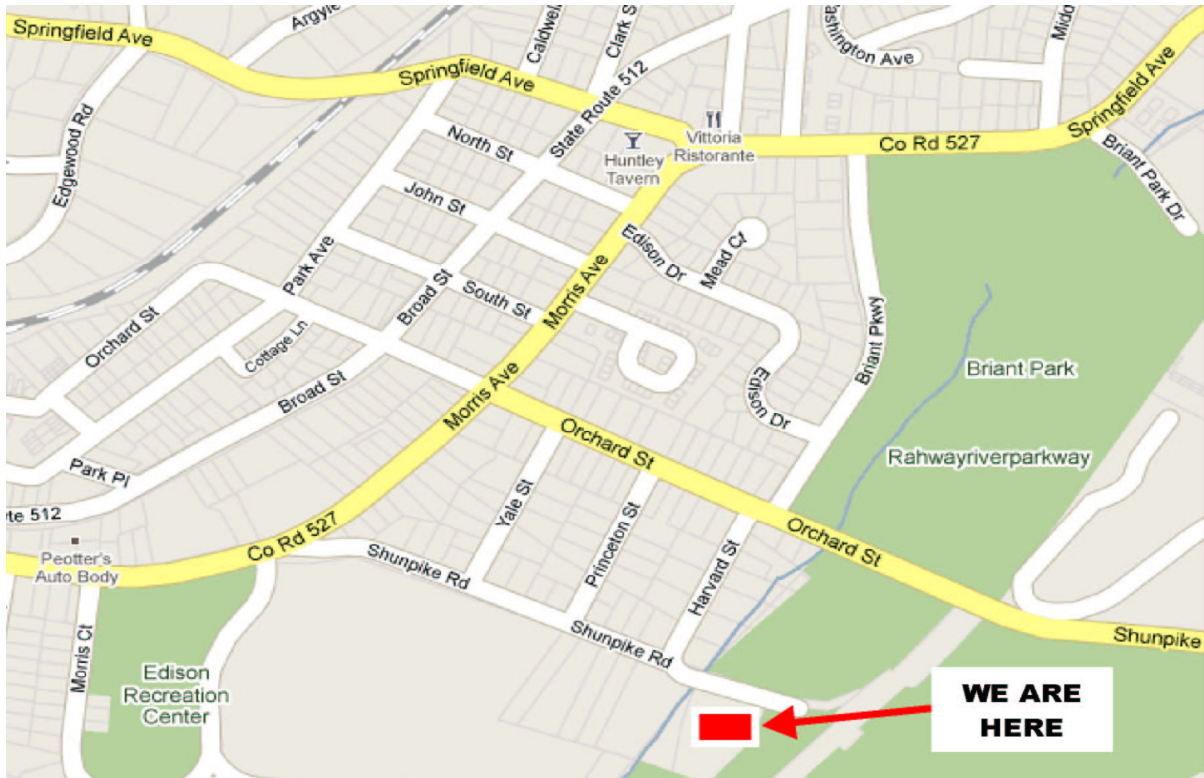 Springfield Ave
Argyle
Caldwell
Clark S
State Route 512
ashington Ave
Midd
Springfield Ave
Springfield Ave
Edgewood Rd
North St
Huntley
Tavern
Vittoria
Ristorante
Co Rd 527
Briant Park Dr
John St
Park Ave
Broad St
South St
Morris Ave
Edison Dr
Mead Ct
Orchard St
Cottage Ln
Broad St
Morris Ave
Edison Dr
Briant Pkwy
Briant Park
Rahwayriverparkway
Park Pl
Orchard St
Yale St
Princeton St
Orchard St
Harvard St
te 512
Peotter's
Auto Body
Co Rd 527
Shunpike Rd
Shunpike Rd
Shunpike
Morris Ct
Edison
Recreation
Center
WE ARE
HERE